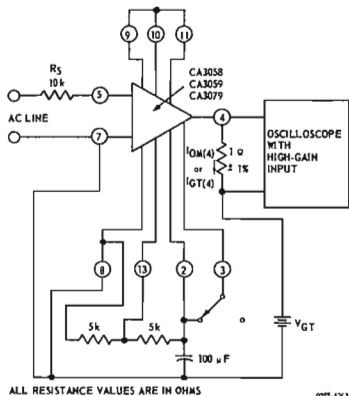 9 10 11
CA3058
CA3059
CA3079
RS
10k
5
AC LINE
7
4
IOM(4)
or
IGT(4)
1 Ω
± 1%
OSCILLOSCOPE
WITH
HIGH-GAIN
INPUT
8 13 2 3
5k 5k
100 µF
VGT
ALL RESISTANCE VALUES ARE IN OHMS